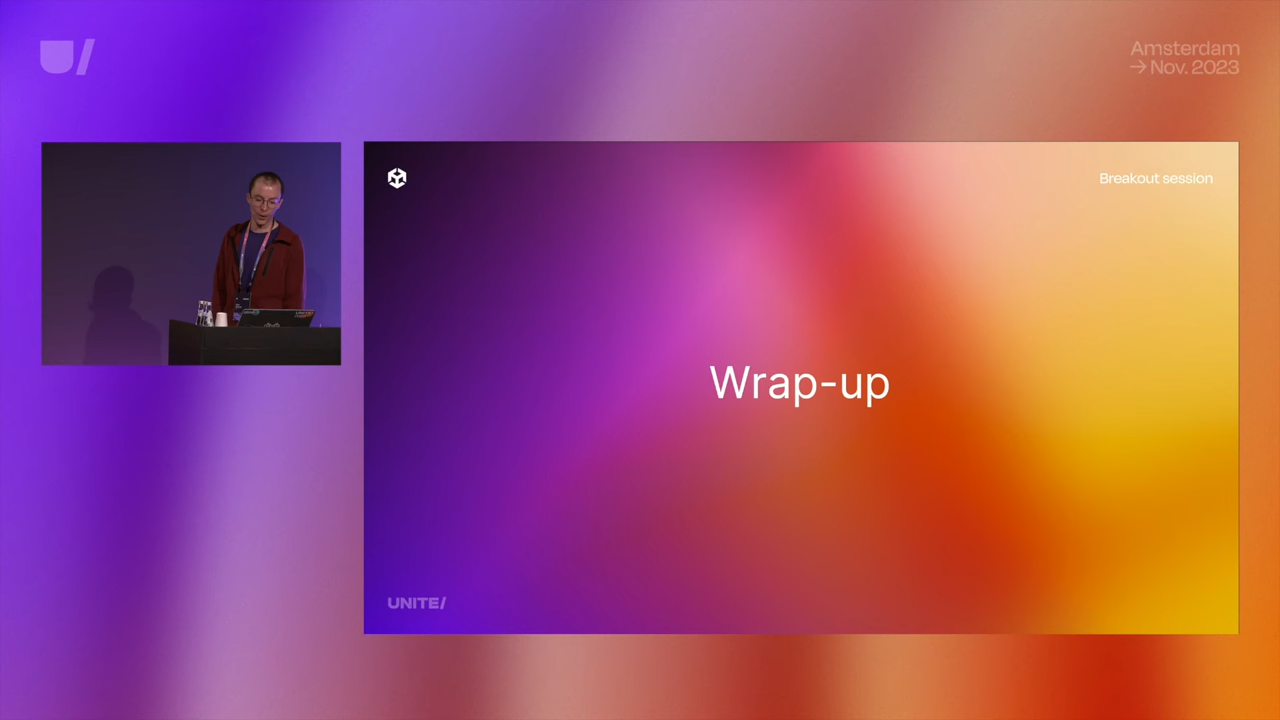 Amsterdam
→ Nov. 2023
Breakout session
Wrap-up
UNITE/